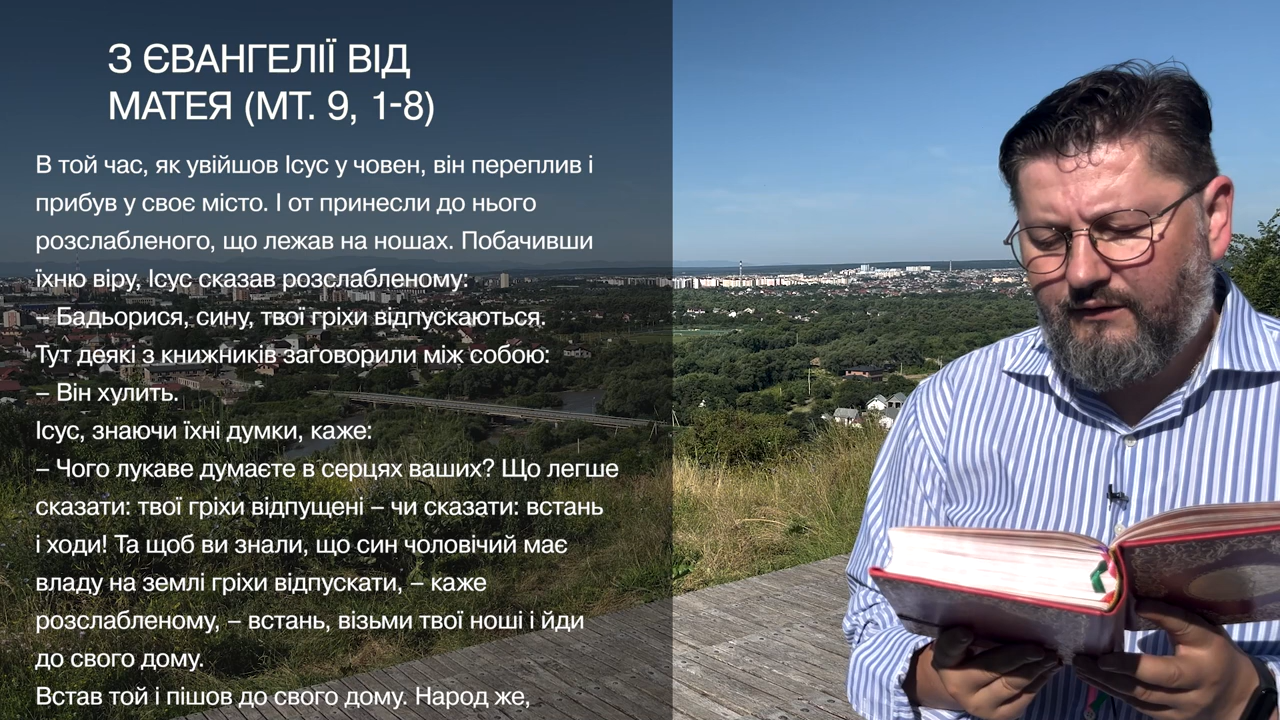 З ЄВАНГЕЛІЇ ВІД
МАТЕЯ (МТ. 9, 1-8)
В той час, як увійшов Ісус у човен, він переплив і
прибув у своє місто. І от принесли до нього
розслабленого, що лежав на ношах. Побачивши
їхню віру, Ісус сказав розслабленому:
– Бадьорися, сину, твої гріхи відпускаються.
Тут деякі з книжників заговорили між собою:
– Він хулить.
Ісус, знаючи їхні думки, каже:
– Чого лукаве думаєте в серцях ваших? Що легше
сказати: твої гріхи відпущені – чи сказати: встань
і ходи! Та щоб ви знали, що син чоловічий має
владу на землі гріхи відпускати, – каже
розслабленому, – встань, візьми твої ноші і йди
до свого дому.
Встав той і пішов до свого дому. Народ же,